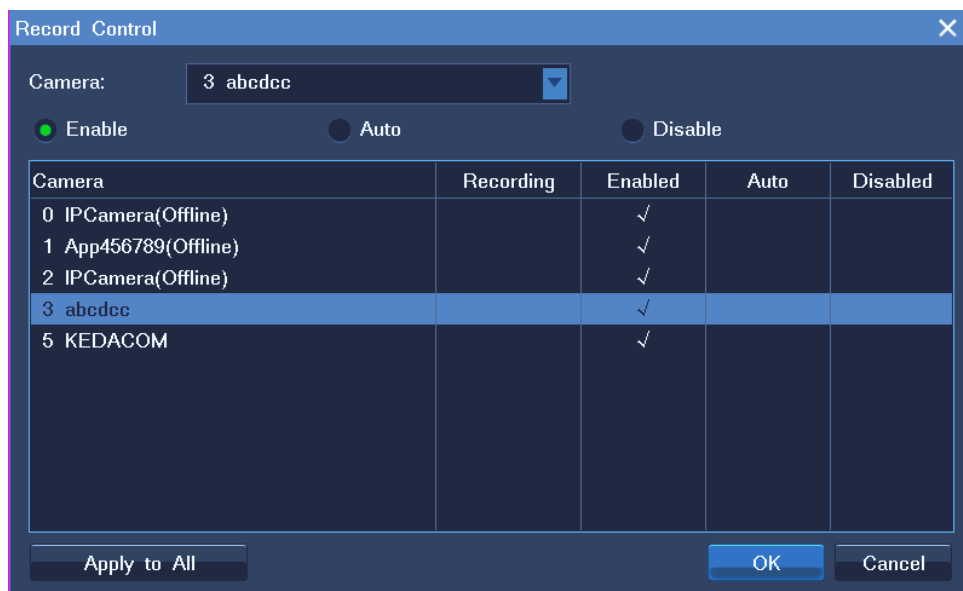 Record Control
Camera: 3 abcdcc
Enable Auto Disable
Camera Recording Enabled Auto Disabled
0 IPCamera(Offline) √
1 App456789(Offline) √
2 IPCamera(Offline) √
3 abcdcc √
5 KEDACOM √
Apply to All OK Cancel